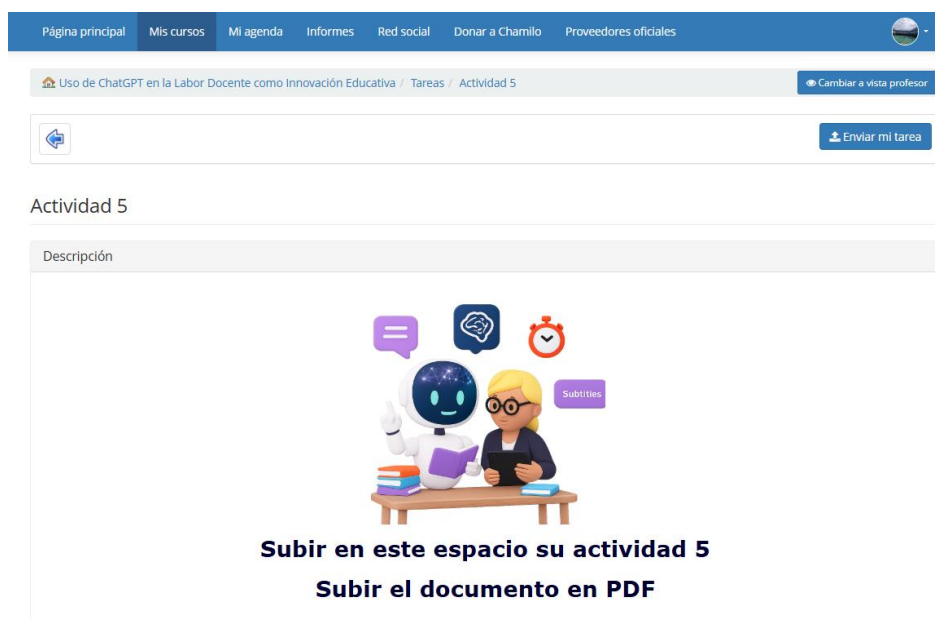 Página principal Mis cursos Mi agenda Informes Red social Donar a Chamilo Proveedores oficiales
Uso de ChatGPT en la Labor Docente como Innovación Educativa / Tareas / Actividad 5
Cambiar a vista profesor
Enviar mi tarea
Actividad 5
Descripción
Subtitles
Subir en este espacio su actividad 5
Subir el documento en PDF